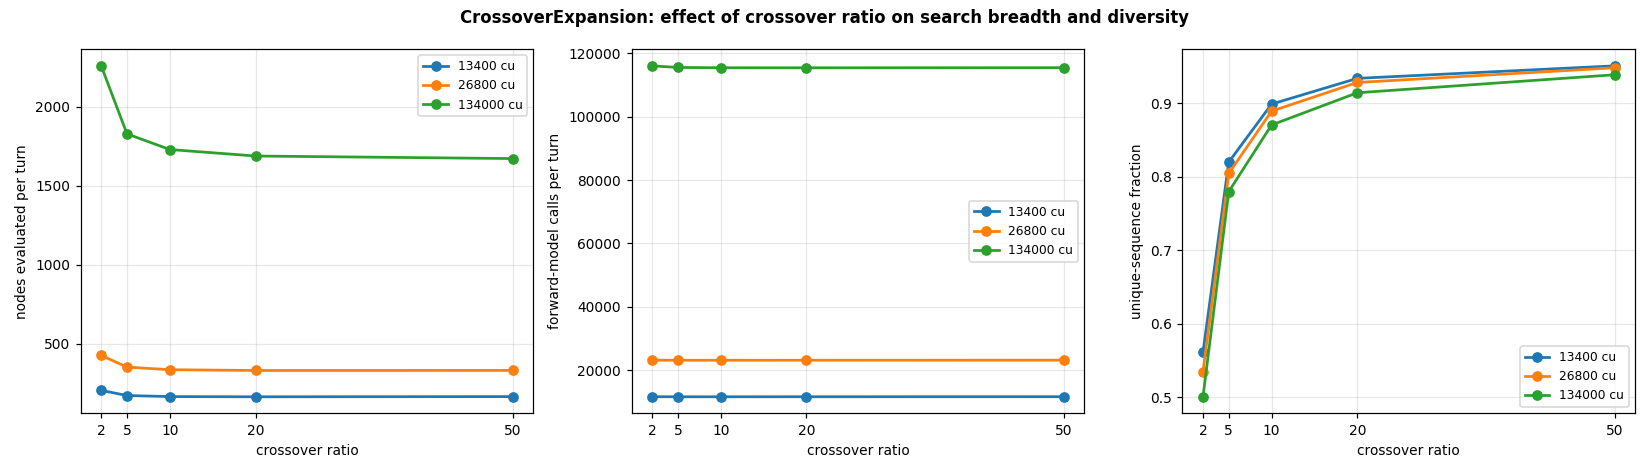 CrossoverExpansion: effect of crossover ratio on search breadth and diversity
nodes evaluated per turn
2000
1500
1000
500
2 5 10 20 50
crossover ratio
13400 cu
26800 cu
134000 cu
forward-model calls per turn
120000
100000
80000
60000
40000
20000
2 5 10 20 50
crossover ratio
13400 cu
26800 cu
134000 cu
unique-sequence fraction
0.9
0.8
0.7
0.6
0.5
2 5 10 20 50
crossover ratio
13400 cu
26800 cu
134000 cu